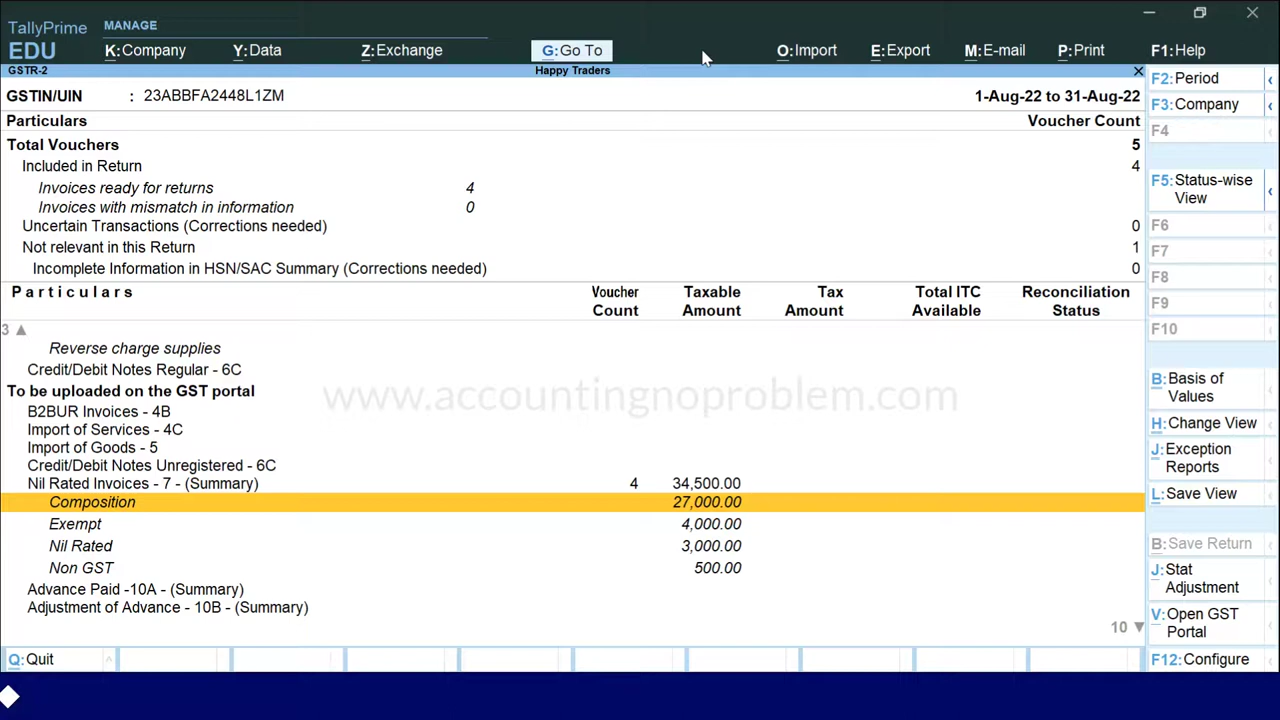 TallyPrime
EDU
MANAGE
K:Company
Y:Data
Z:Exchange
G:Go To
O:Import
E:Export
M:E-mail
P:Print
F1:Help
GSTR-2
Happy Traders
GSTIN/UIN : 23ABBFA2448L1ZM
1-Aug-22 to 31-Aug-22
Particulars Voucher Count
Total Vouchers 5
Included in Return 4
Invoices ready for returns 4
Invoices with mismatch in information 0
Uncertain Transactions (Corrections needed) 0
Not relevant in this Return 1
Incomplete Information in HSN/SAC Summary (Corrections needed) 0
Particulars Voucher Taxable Tax Total ITC Reconciliation
Count Amount Amount Available Status
3
Reverse charge supplies
Credit/Debit Notes Regular - 6C
To be uploaded on the GST portal
www.accountingnoproblem.com
B2BUR Invoices - 4B
Import of Services - 4C
Import of Goods - 5
Credit/Debit Notes Unregistered - 6C
Nil Rated Invoices - 7 - (Summary) 4 34,500.00
Composition 27,000.00
Exempt 4,000.00
Nil Rated 3,000.00
Non GST 500.00
Advance Paid -10A - (Summary)
Adjustment of Advance - 10B - (Summary)
10
F2:Period
F3:Company
F4
F5:Status-wise
View
F6
F7
F8
F9
F10
B:Basis of
Values
H:Change View
J:Exception
Reports
L:Save View
B:Save Return
J:Stat
Adjustment
V:Open GST
Portal
F12:Configure
Q:Quit